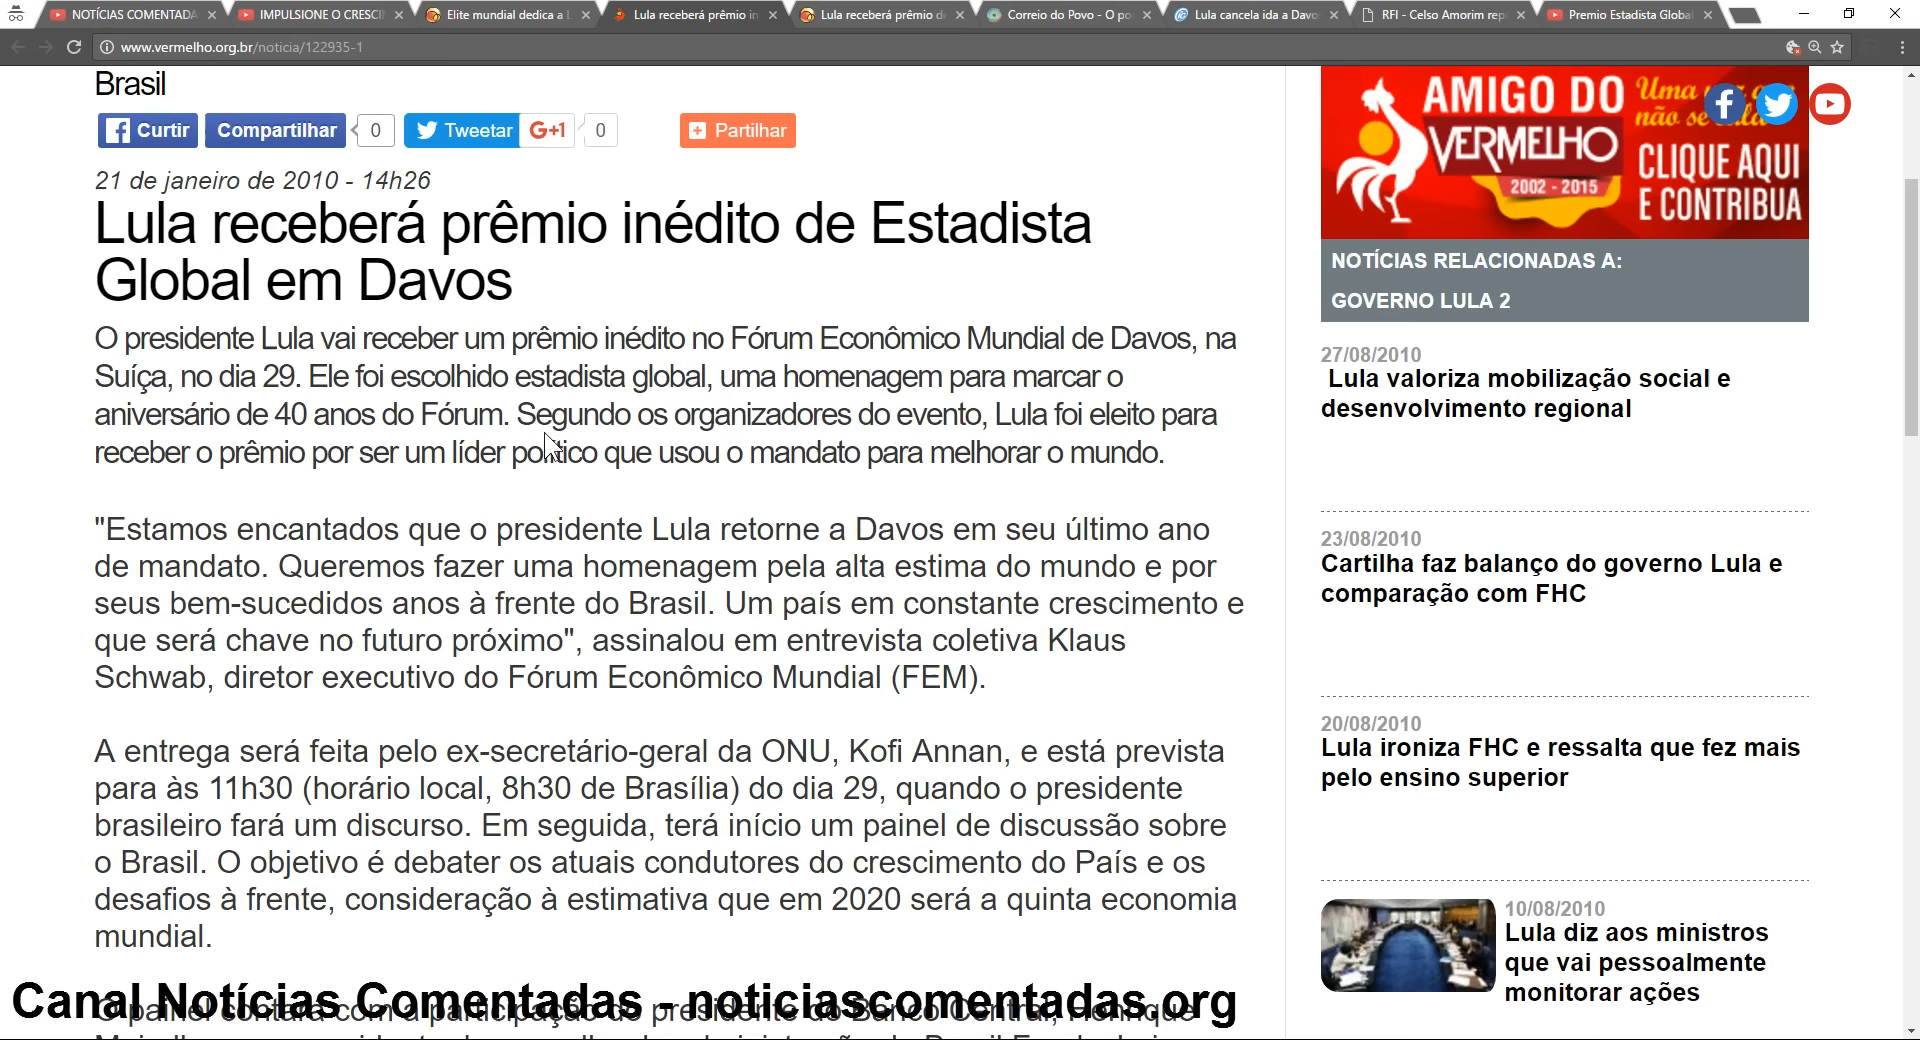 NOTÍCIAS COMENTADA
IMPULSIONE O CRESCI
Elite mundial dedica a L
Lula receberá prêmio in
Lula receberá prêmio d
Correio do Povo - O po
Lula cancela ida a Davo
RFI - Celso Amorim rep
Premio Estadista Global
www.vermelho.org.br/noticia/122935-1
Brasil
Curtir
Compartilhar
0
Tweetar
G+1
0
Partilhar
21 de janeiro de 2010 - 14h26
Lula receberá prêmio inédito de Estadista
Global em Davos
O presidente Lula vai receber um prêmio inédito no Fórum Econômico Mundial de Davos, na
Suíça, no dia 29. Ele foi escolhido estadista global, uma homenagem para marcar o
aniversário de 40 anos do Fórum. Segundo os organizadores do evento, Lula foi eleito para
receber o prêmio por ser um líder político que usou o mandato para melhorar o mundo.
"Estamos encantados que o presidente Lula retorne a Davos em seu último ano
de mandato. Queremos fazer uma homenagem pela alta estima do mundo e por
seus bem-sucedidos anos à frente do Brasil. Um país em constante crescimento e
que será chave no futuro próximo", assinalou em entrevista coletiva Klaus
Schwab, diretor executivo do Fórum Econômico Mundial (FEM).
A entrega será feita pelo ex-secretário-geral da ONU, Kofi Annan, e está prevista
para às 11h30 (horário local, 8h30 de Brasília) do dia 29, quando o presidente
brasileiro fará um discurso. Em seguida, terá início um painel de discussão sobre
o Brasil. O objetivo é debater os atuais condutores do crescimento do País e os
desafios à frente, consideração à estimativa que em 2020 será a quinta economia
mundial.
O painel contará com a participação do presidente do Banco Central, Henrique
Canal Notícias Comentadas - noticiascomentadas.org
AMIGO DO
VERMELHO
2002 - 2015
Uma
não se
CLIQUE AQUI
E CONTRIBUA
NOTÍCIAS RELACIONADAS A:
GOVERNO LULA 2
27/08/2010
Lula valoriza mobilização social e
desenvolvimento regional
23/08/2010
Cartilha faz balanço do governo Lula e
comparação com FHC
20/08/2010
Lula ironiza FHC e ressalta que fez mais
pelo ensino superior
10/08/2010
Lula diz aos ministros
que vai pessoalmente
monitorar ações